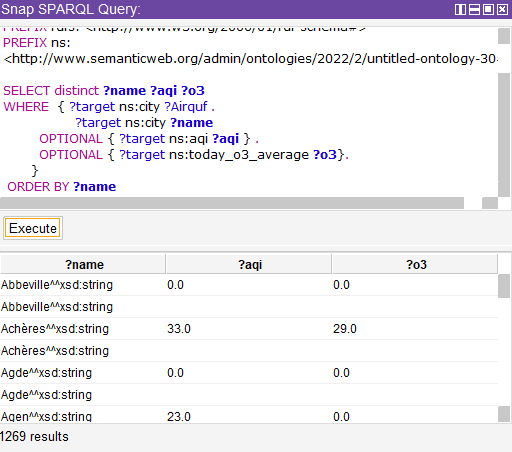 Snap SPARQL Query:
PREFIX rdfs: <http://www.w3.org/2000/01/rdf-schema#>
PREFIX ns:
<http://www.semanticweb.org/admin/ontologies/2022/2/untitled-ontology-30
SELECT distinct ?name ?aqi ?o3
WHERE { ?target ns:city ?Airquf .
?target ns:city ?name
OPTIONAL { ?target ns:aqi ?aqi } .
OPTIONAL { ?target ns:today_o3_average ?o3}.
}
ORDER BY ?name
Execute
?name ?aqi ?o3
Abbeville^^xsd:string 0.0 0.0
Abbeville^^xsd:string
Achères^^xsd:string 33.0 29.0
Achères^^xsd:string
Agde^^xsd:string 0.0 0.0
Agde^^xsd:string
Agen^^xsd:string 23.0 0.0
1269 results